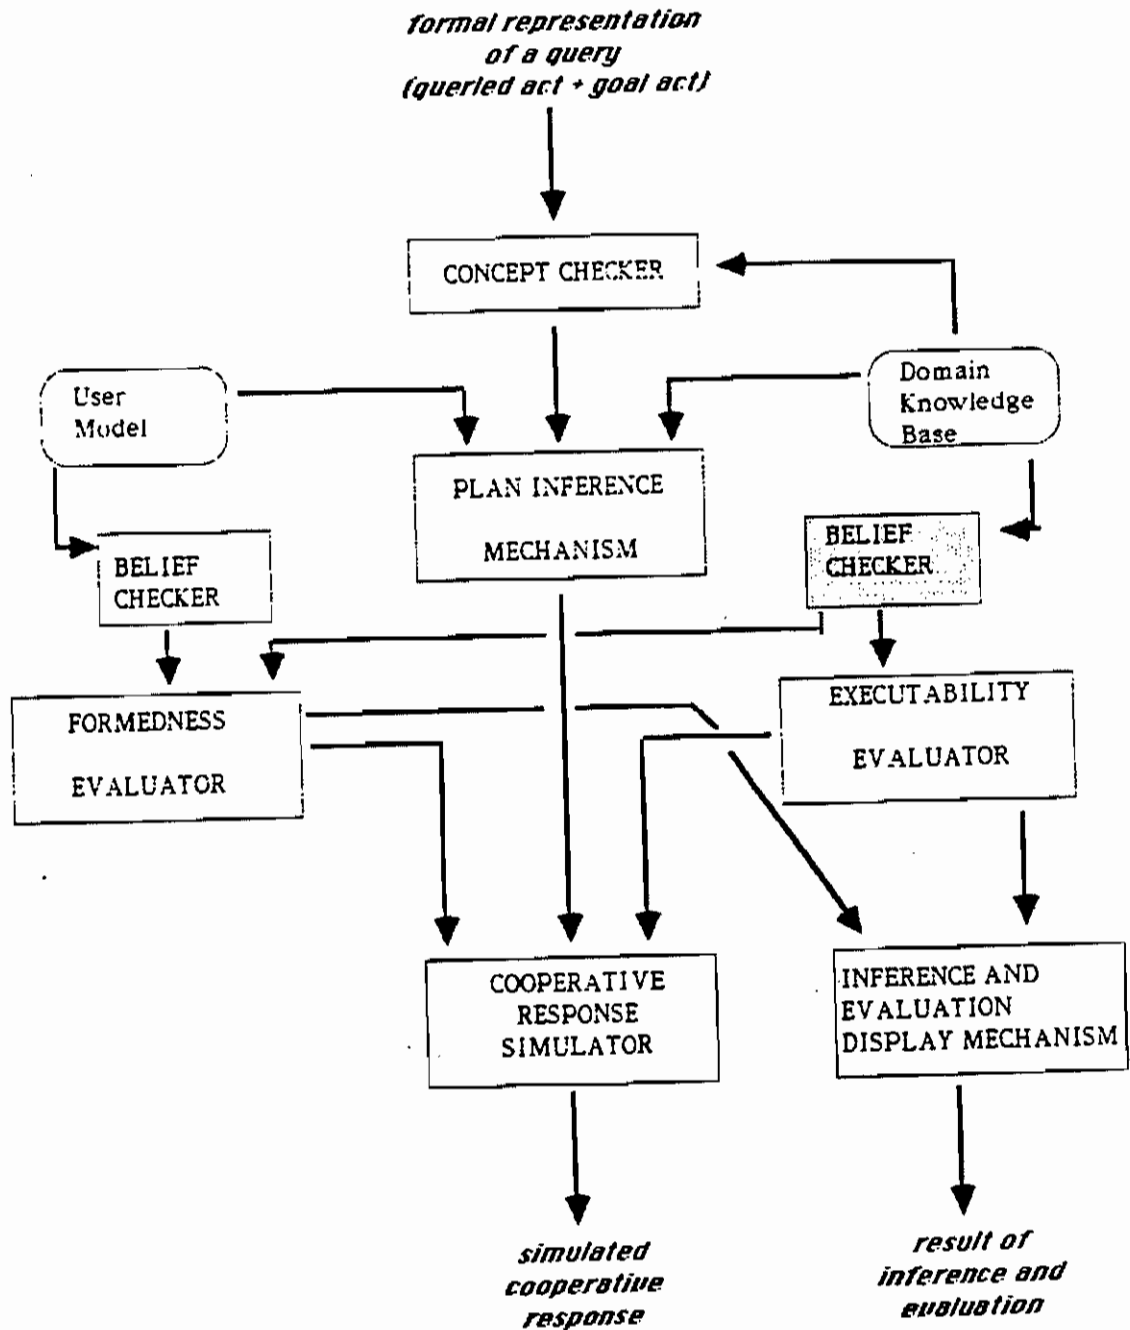 formal representation
of a query
(queried act + goal act)
CONCEPT CHECKER
User
Model
Domain
Knowledge
Base
PLAN INFERENCE
MECHANISM
BELIEF
CHECKER
BELIEF
CHECKER
FORMEDNESS
EVALUATOR
EXECUTABILITY
EVALUATOR
COOPERATIVE
RESPONSE
SIMULATOR
INFERENCE AND
EVALUATION
DISPLAY MECHANISM
simulated
cooperative
response
result of
inference and
evaluation